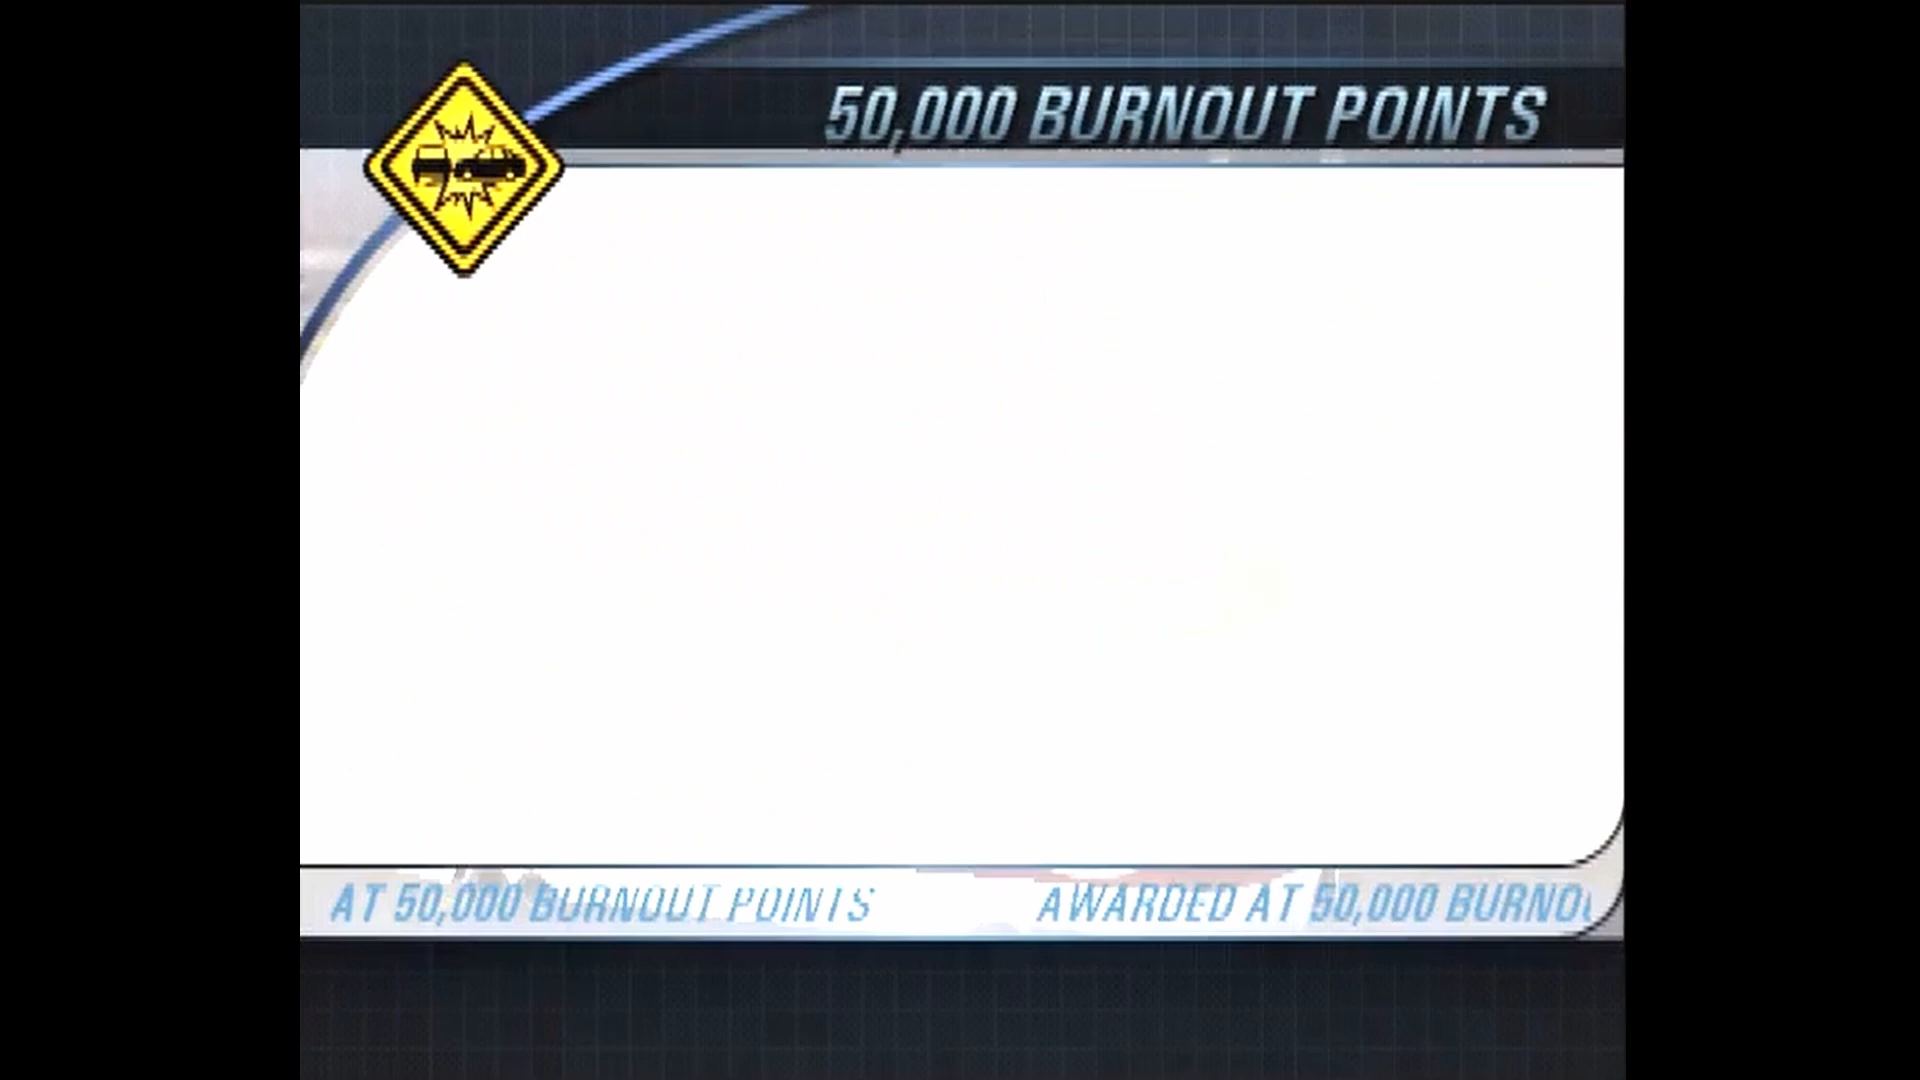 50,000 BURNOUT POINTS
AT 50,000 BURNOUT POINTS AWARDED AT 50,000